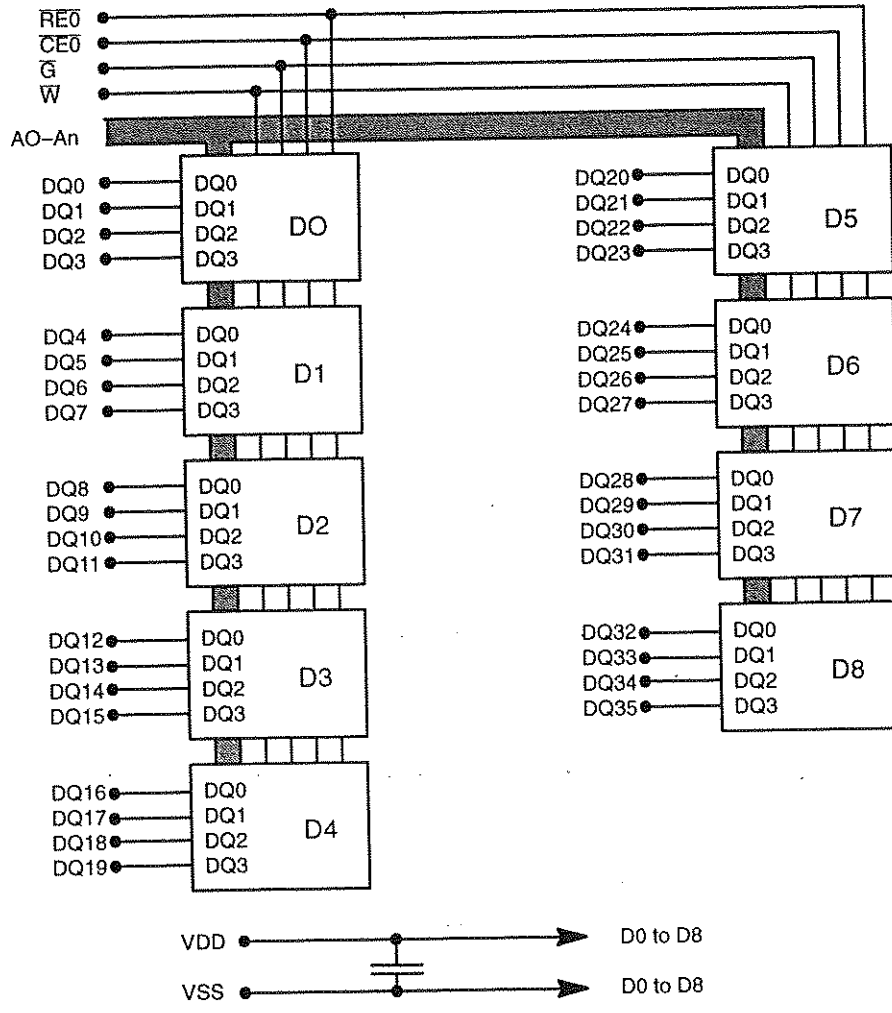 R̅E̅0̅
C̅E̅0̅
G̅
W̅
AO–An
DQ0
DQ1
DQ2
DQ3
DQ0
DQ1
DQ2
DQ3
DO
DQ20
DQ21
DQ22
DQ23
DQ0
DQ1
DQ2
DQ3
D5
DQ4
DQ5
DQ6
DQ7
DQ0
DQ1
DQ2
DQ3
D1
DQ24
DQ25
DQ26
DQ27
DQ0
DQ1
DQ2
DQ3
D6
DQ8
DQ9
DQ10
DQ11
DQ0
DQ1
DQ2
DQ3
D2
DQ28
DQ29
DQ30
DQ31
DQ0
DQ1
DQ2
DQ3
D7
DQ12
DQ13
DQ14
DQ15
DQ0
DQ1
DQ2
DQ3
D3
DQ32
DQ33
DQ34
DQ35
DQ0
DQ1
DQ2
DQ3
D8
DQ16
DQ17
DQ18
DQ19
DQ0
DQ1
DQ2
DQ3
D4
VDD
D0 to D8
VSS
D0 to D8